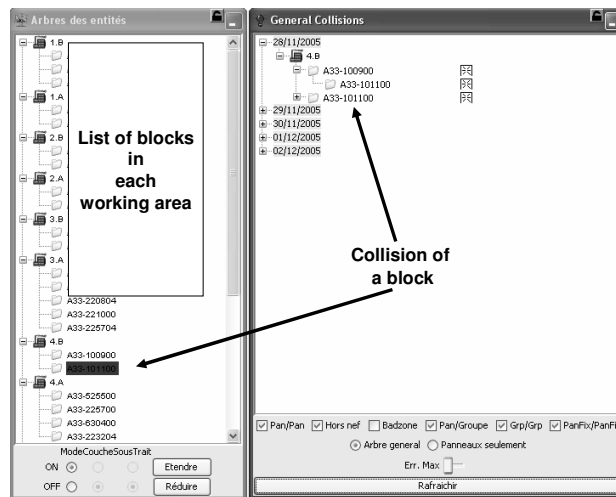 Arbres des entités
1.B
1.A
2.B
2.A
3.B
3.A
List of blocks
in
each
working area
A33-220804
A33-221000
A33-225704
4.B
A33-100900
A33-101100
4.A
A33-525500
A33-225700
A33-630400
A33-223204
ModeCoucheSousTrait
ON
Etendre
OFF
Réduire
General Collisions
28/11/2005
4.B
A33-100900
A33-101100
A33-101100
29/11/2005
30/11/2005
01/12/2005
02/12/2005
Collision of
a block
Pan/Pan Hors nef Badzone Pan/Groupe Grp/Grp PanFix/PanFi
Arbre general Panneaux seulement
Err. Max
Rafraichir